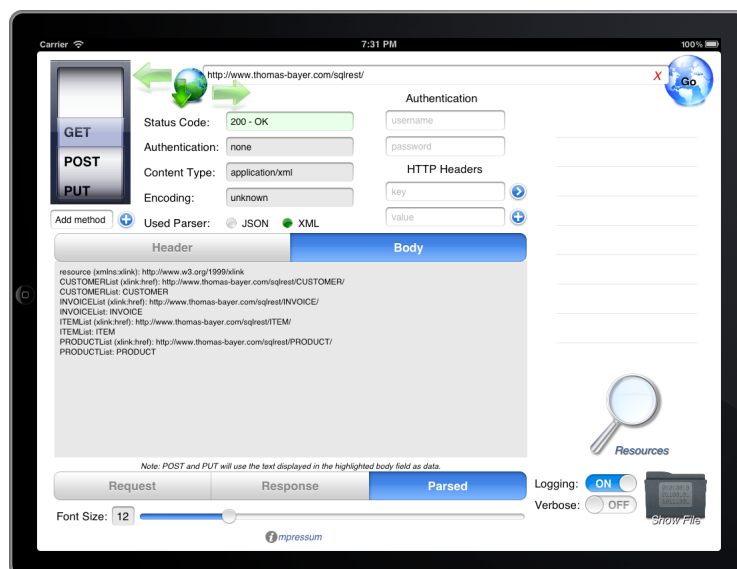 Carrier 7:31 PM 100%
http://www.thomas-bayer.com/sqlrest/ X Go
Authentication
GET Status Code: 200 - OK username
Authentication: none password
POST Content Type: application/xml HTTP Headers
PUT Encoding: unknown key
Add method Used Parser: JSON XML value
Header Body
resource (xmlns:xlink): http://www.w3.org/1999/xlink
CUSTOMERList (xlink:href): http://www.thomas-bayer.com/sqlrest/CUSTOMER/
CUSTOMERList: CUSTOMER
INVOICEList (xlink:href): http://www.thomas-bayer.com/sqlrest/INVOICE/
INVOICEList: INVOICE
ITEMList (xlink:href): http://www.thomas-bayer.com/sqlrest/ITEM/
ITEMList: ITEM
PRODUCTList (xlink:href): http://www.thomas-bayer.com/sqlrest/PRODUCT/
PRODUCTList: PRODUCT
Resources
Note: POST and PUT will use the text displayed in the highlighted body field as data.
Request Response Parsed Logging: ON
Verbose: OFF
Font Size: 12 Show File
impressum